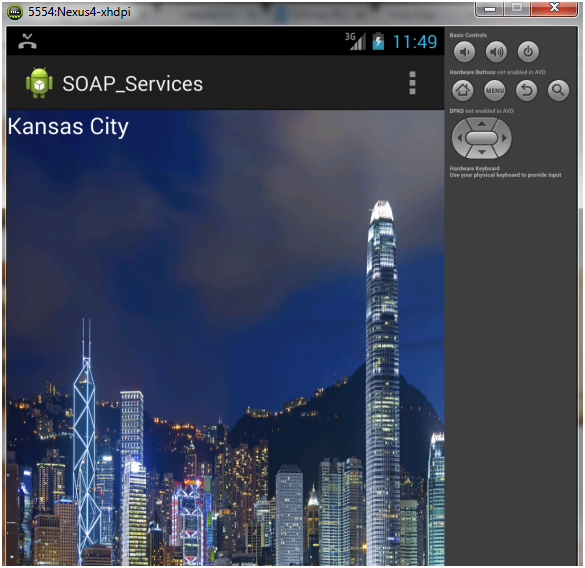 5554:Nexus4-xhdpi
3G 11:49
SOAP_Services
Kansas City
Basic Controls
Hardware Buttons not enabled in AVD
MENU
DPAD not enabled in AVD
Hardware Keyboard
Use your physical keyboard to provide input